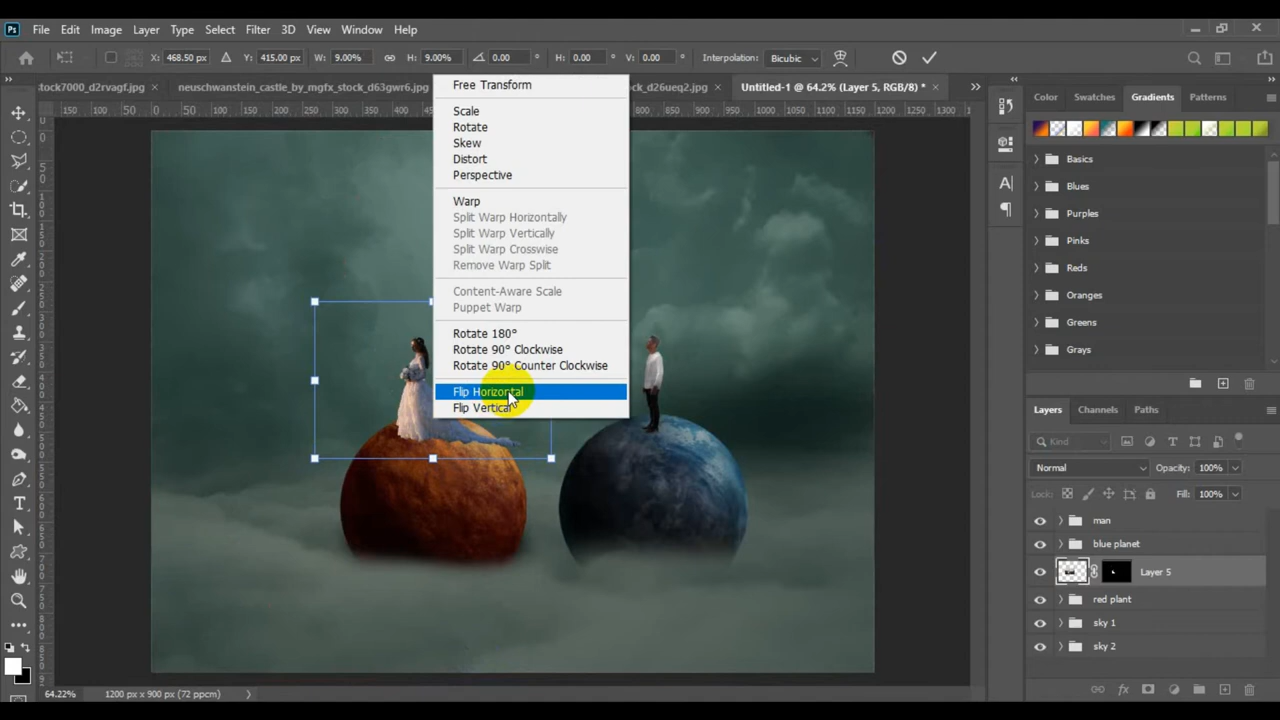 Ps File Edit Image Layer Type Select Filter 3D View Window Help
X: 468.50 px Y: 415.00 px W: 9.00% H: 9.00% 0.00 ° H: 0.00 ° V: 0.00 ° Interpolation: Bicubic
:tock7000_d2rvagf.jpg × neuschwanstein_castle_by_mgfx_stock_d63gwr6.jpg ck_d26ueq2.jpg × Untitled-1 @ 64.2% (Layer 5, RGB/8) * ×
Free Transform
Scale
Rotate
Skew
Distort
Perspective
Warp
Split Warp Horizontally
Split Warp Vertically
Split Warp Crosswise
Remove Warp Split
Content-Aware Scale
Puppet Warp
Rotate 180°
Rotate 90° Clockwise
Rotate 90° Counter Clockwise
Flip Horizontal
Flip Vertical
Color Swatches Gradients Patterns
Basics
Blues
Purples
Pinks
Reds
Oranges
Greens
Grays
Layers Channels Paths
Kind
Normal Opacity: 100%
Lock: Fill: 100%
man
blue planet
Layer 5
red plant
sky 1
sky 2
64.22% 1200 px x 900 px (72 ppcm)